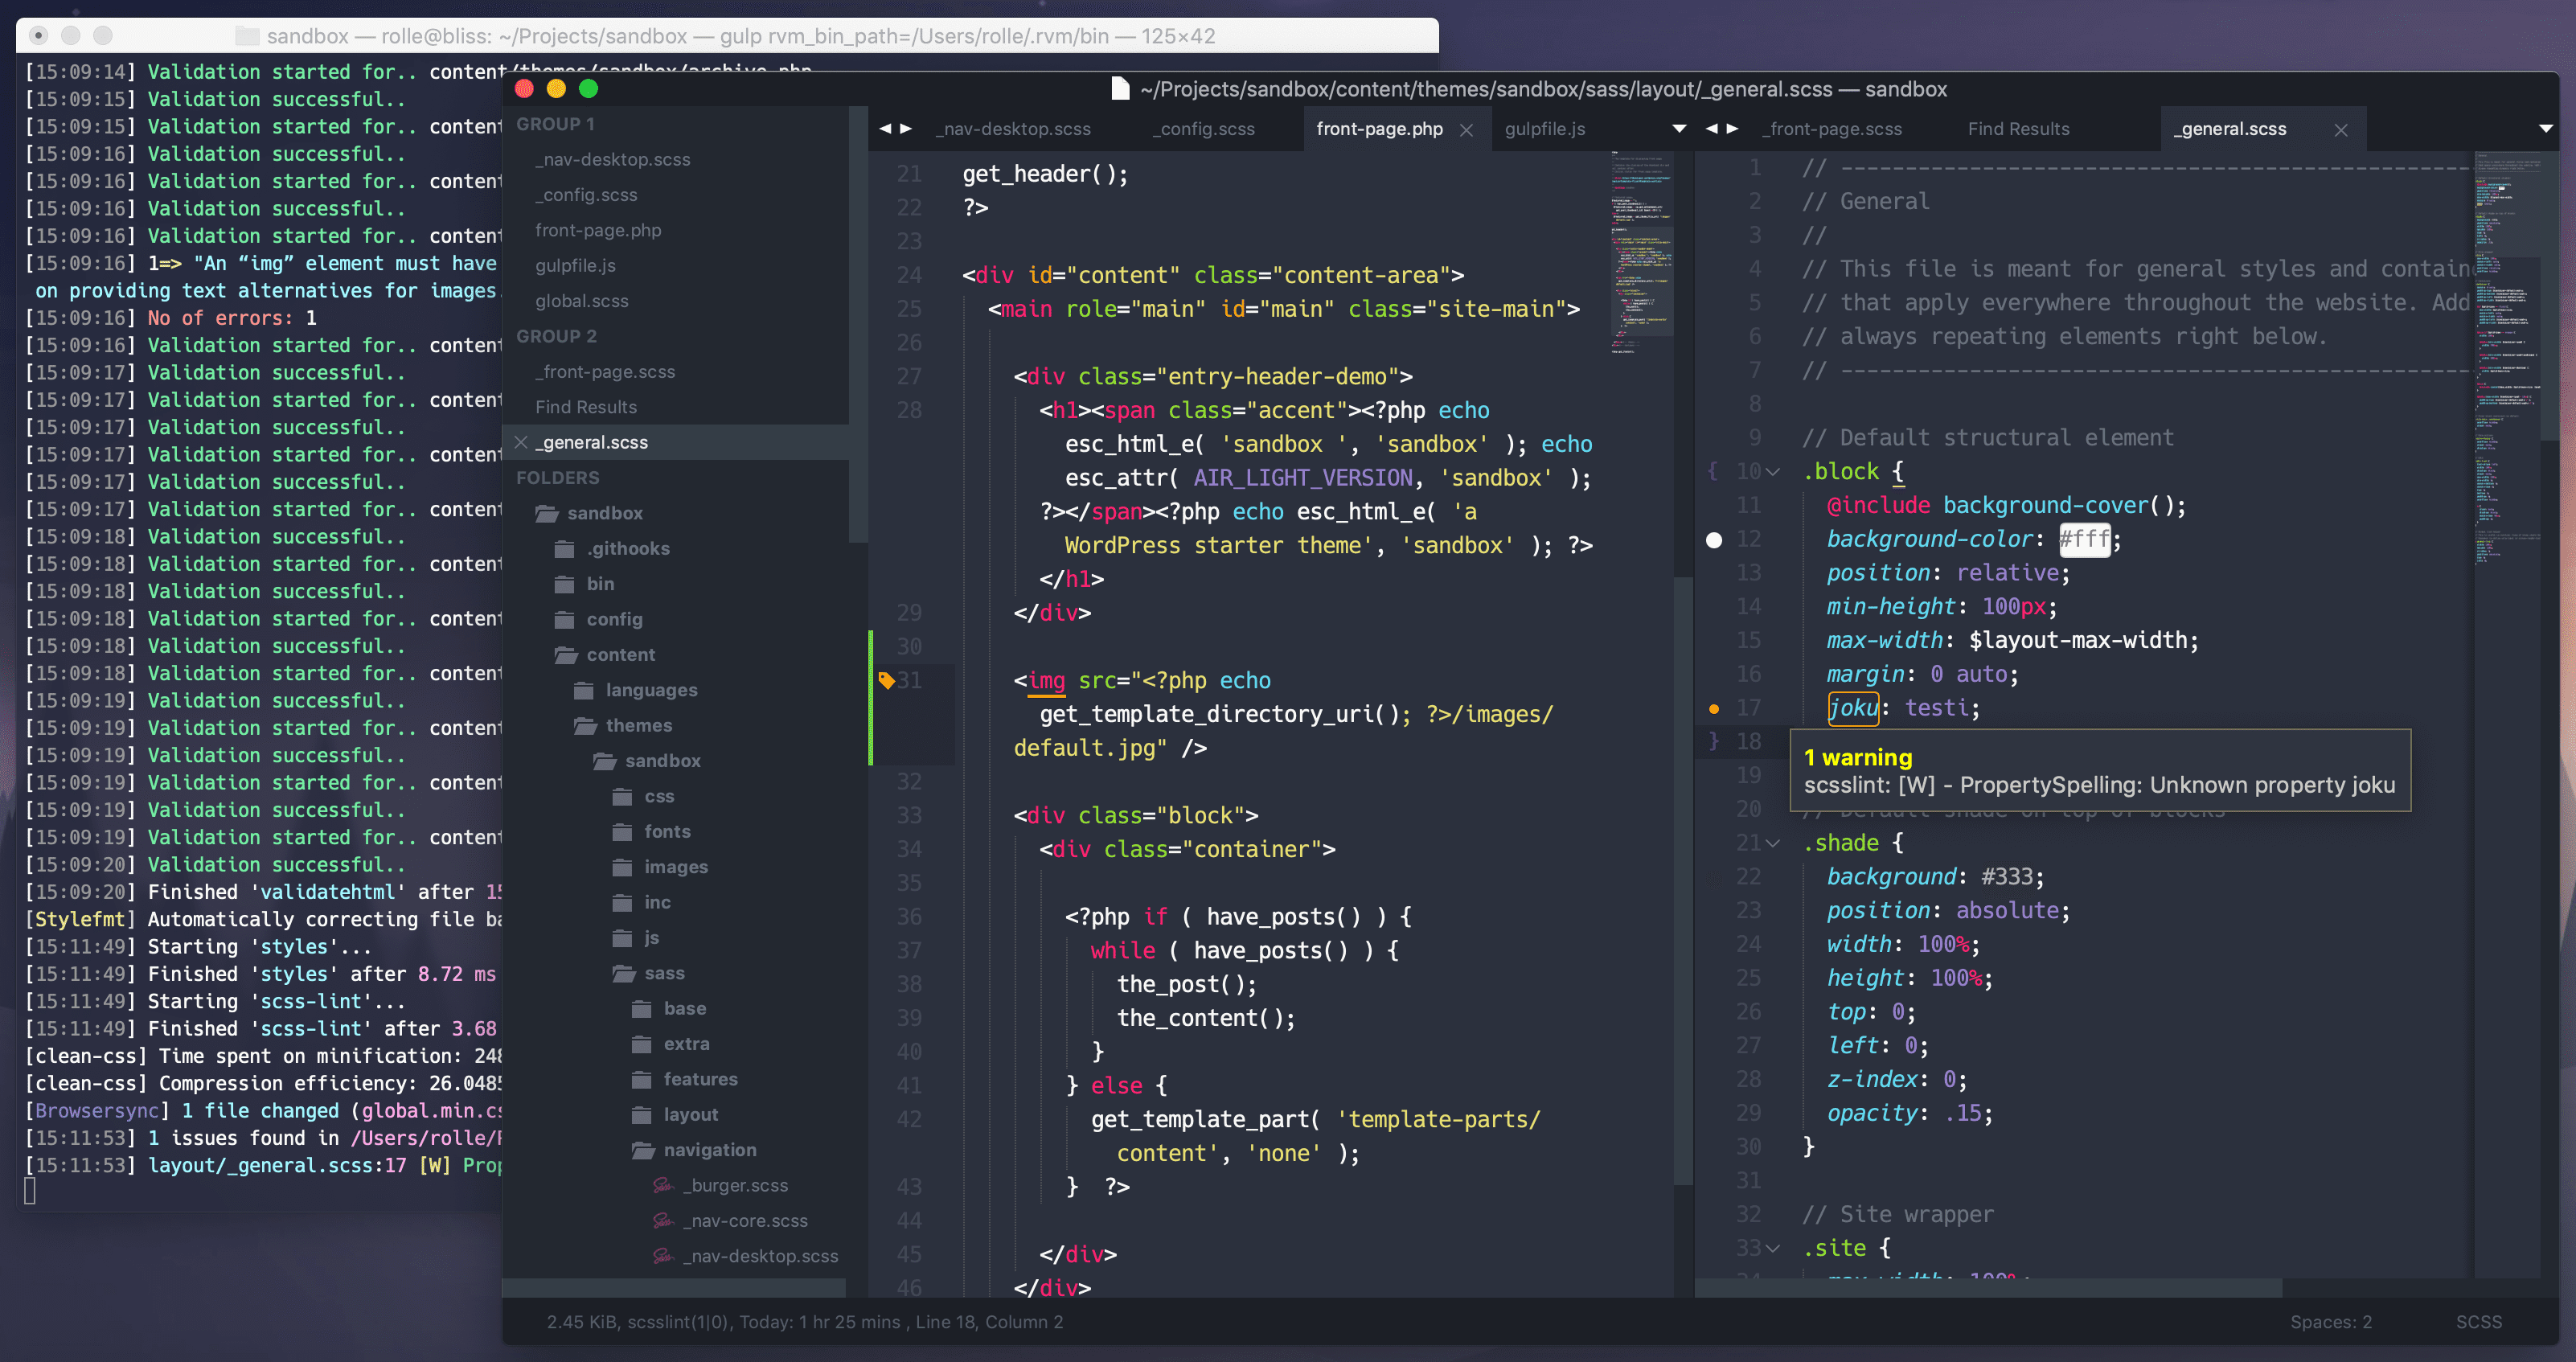 sandbox — rolle@bliss: ~/Projects/sandbox — gulp rvm_bin_path=/Users/rolle/.rvm/bin — 125×42
[15:09:14] Validation started for.. content/themes/sandbox/archive.php
[15:09:15] Validation successful..
[15:09:15] Validation started for.. content
[15:09:16] Validation successful..
[15:09:16] Validation started for.. content
[15:09:16] Validation successful..
[15:09:16] Validation started for.. content
[15:09:16] 1=> "An “img” element must have
on providing text alternatives for images.
[15:09:16] No of errors: 1
[15:09:16] Validation started for.. content
[15:09:17] Validation successful..
[15:09:17] Validation started for.. content
[15:09:17] Validation successful..
[15:09:17] Validation started for.. content
[15:09:17] Validation successful..
[15:09:17] Validation started for.. content
[15:09:18] Validation successful..
[15:09:18] Validation started for.. content
[15:09:18] Validation successful..
[15:09:18] Validation started for.. content
[15:09:18] Validation successful..
[15:09:18] Validation started for.. content
[15:09:19] Validation successful..
[15:09:19] Validation started for.. content
[15:09:19] Validation successful..
[15:09:19] Validation started for.. content
[15:09:19] Validation successful..
[15:09:19] Validation started for.. content
[15:09:20] Validation successful..
[15:09:20] Finished 'validatehtml' after 15
[Stylefmt] Automatically correcting file ba
[15:11:49] Starting 'styles'...
[15:11:49] Finished 'styles' after 8.72 ms
[15:11:49] Starting 'scss-lint'...
[15:11:49] Finished 'scss-lint' after 3.68
[clean-css] Time spent on minification: 248
[clean-css] Compression efficiency: 26.0485
[Browsersync] 1 file changed (global.min.cs
[15:11:53] 1 issues found in /Users/rolle/P
[15:11:53] layout/_general.scss:17 [W] Prop
~/Projects/sandbox/content/themes/sandbox/sass/layout/_general.scss — sandbox
GROUP 1
_nav-desktop.scss
_config.scss
front-page.php
gulpfile.js
global.scss
GROUP 2
_front-page.scss
Find Results
_general.scss
FOLDERS
sandbox
.githooks
bin
config
content
languages
themes
sandbox
css
fonts
images
inc
js
sass
base
extra
features
layout
navigation
_burger.scss
_nav-core.scss
_nav-desktop.scss
_nav-desktop.scss _config.scss front-page.php gulpfile.js
21 get_header();
22 ?>
23
24 <div id="content" class="content-area">
25 <main role="main" id="main" class="site-main">
26
27 <div class="entry-header-demo">
28 <h1><span class="accent"><?php echo
esc_html_e( 'sandbox ', 'sandbox' ); echo
esc_attr( AIR_LIGHT_VERSION, 'sandbox' );
?></span><?php echo esc_html_e( 'a
WordPress starter theme', 'sandbox' ); ?>
</h1>
29 </div>
30
31 <img src="<?php echo
get_template_directory_uri(); ?>/images/
default.jpg" />
32
33 <div class="block">
34 <div class="container">
35
36 <?php if ( have_posts() ) {
37 while ( have_posts() ) {
38 the_post();
39 the_content();
40 }
41 } else {
42 get_template_part( 'template-parts/
content', 'none' );
43 } ?>
44
45 </div>
46 </div>
_front-page.scss Find Results _general.scss
1 // -------------------------------------------------
2 // General
3 //
4 // This file is meant for general styles and contain
5 // that apply everywhere throughout the website. Add
6 // always repeating elements right below.
7 // -------------------------------------------------
8
9 // Default structural element
10 .block {
11 @include background-cover();
12 background-color: #fff;
13 position: relative;
14 min-height: 100px;
15 max-width: $layout-max-width;
16 margin: 0 auto;
17 joku: testi;
18 }
1 warning
scsslint: [W] - PropertySpelling: Unknown property joku
19
20 // Default shade on top of blocks
21 .shade {
22 background: #333;
23 position: absolute;
24 width: 100%;
25 height: 100%;
26 top: 0;
27 left: 0;
28 z-index: 0;
29 opacity: .15;
30 }
31
32 // Site wrapper
33 .site {
34 max-width: 100%;
2.45 KiB, scsslint(1|0), Today: 1 hr 25 mins , Line 18, Column 2
Spaces: 2 SCSS